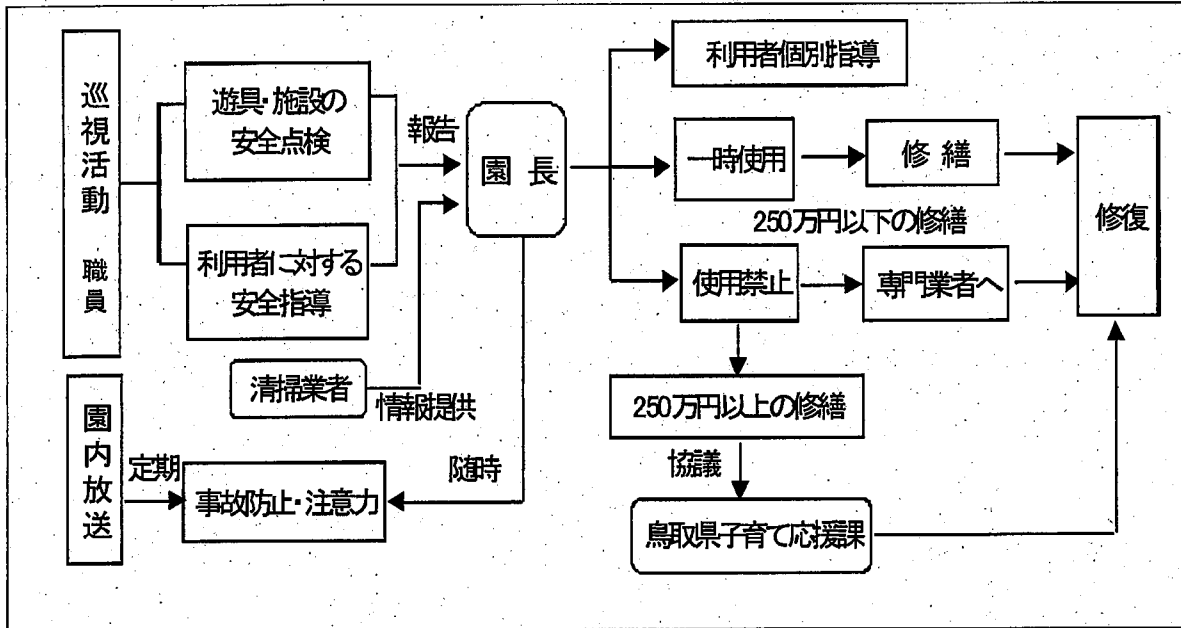 巡視活動 職員
遊具・施設の
安全点検
利用者に対する
安全指導
報告
園長
清掃業者
情報提供
園内放送
定期
事故防止・注意力
随時
利用者個別指導
一時使用
修繕
250万円以下の修繕
使用禁止
専門業者へ
修復
250万円以上の修繕
協議
鳥取県子育て応援課